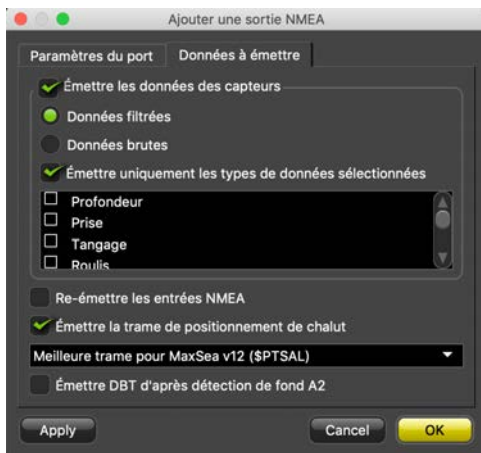 Ajouter une sortie NMEA
Paramètres du port
Données à émettre
Émettre les données des capteurs
Données filtrées
Données brutes
Émettre uniquement les types de données sélectionnées
Profondeur
Prise
Tangage
Roulis
Re-émettre les entrées NMEA
Émettre la trame de positionnement de chalut
Meilleure trame pour MaxSea v12 ($PTSAL)
Émettre DBT d'après détection de fond A2
Apply
Cancel
OK